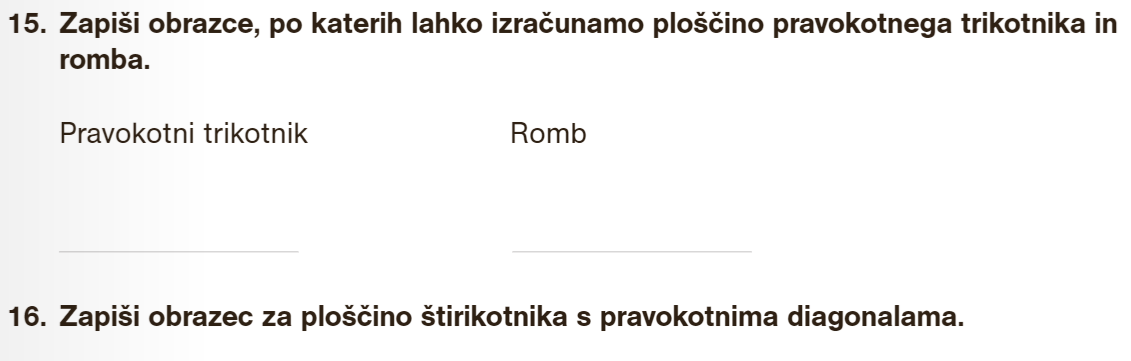 15. Zapiši obrazce, po katerih lahko izračunamo ploščino pravokotnega trikotnika in
romba.
Pravokotni trikotnik Romb
16. Zapiši obrazec za ploščino štirikotnika s pravokotnima diagonalama.